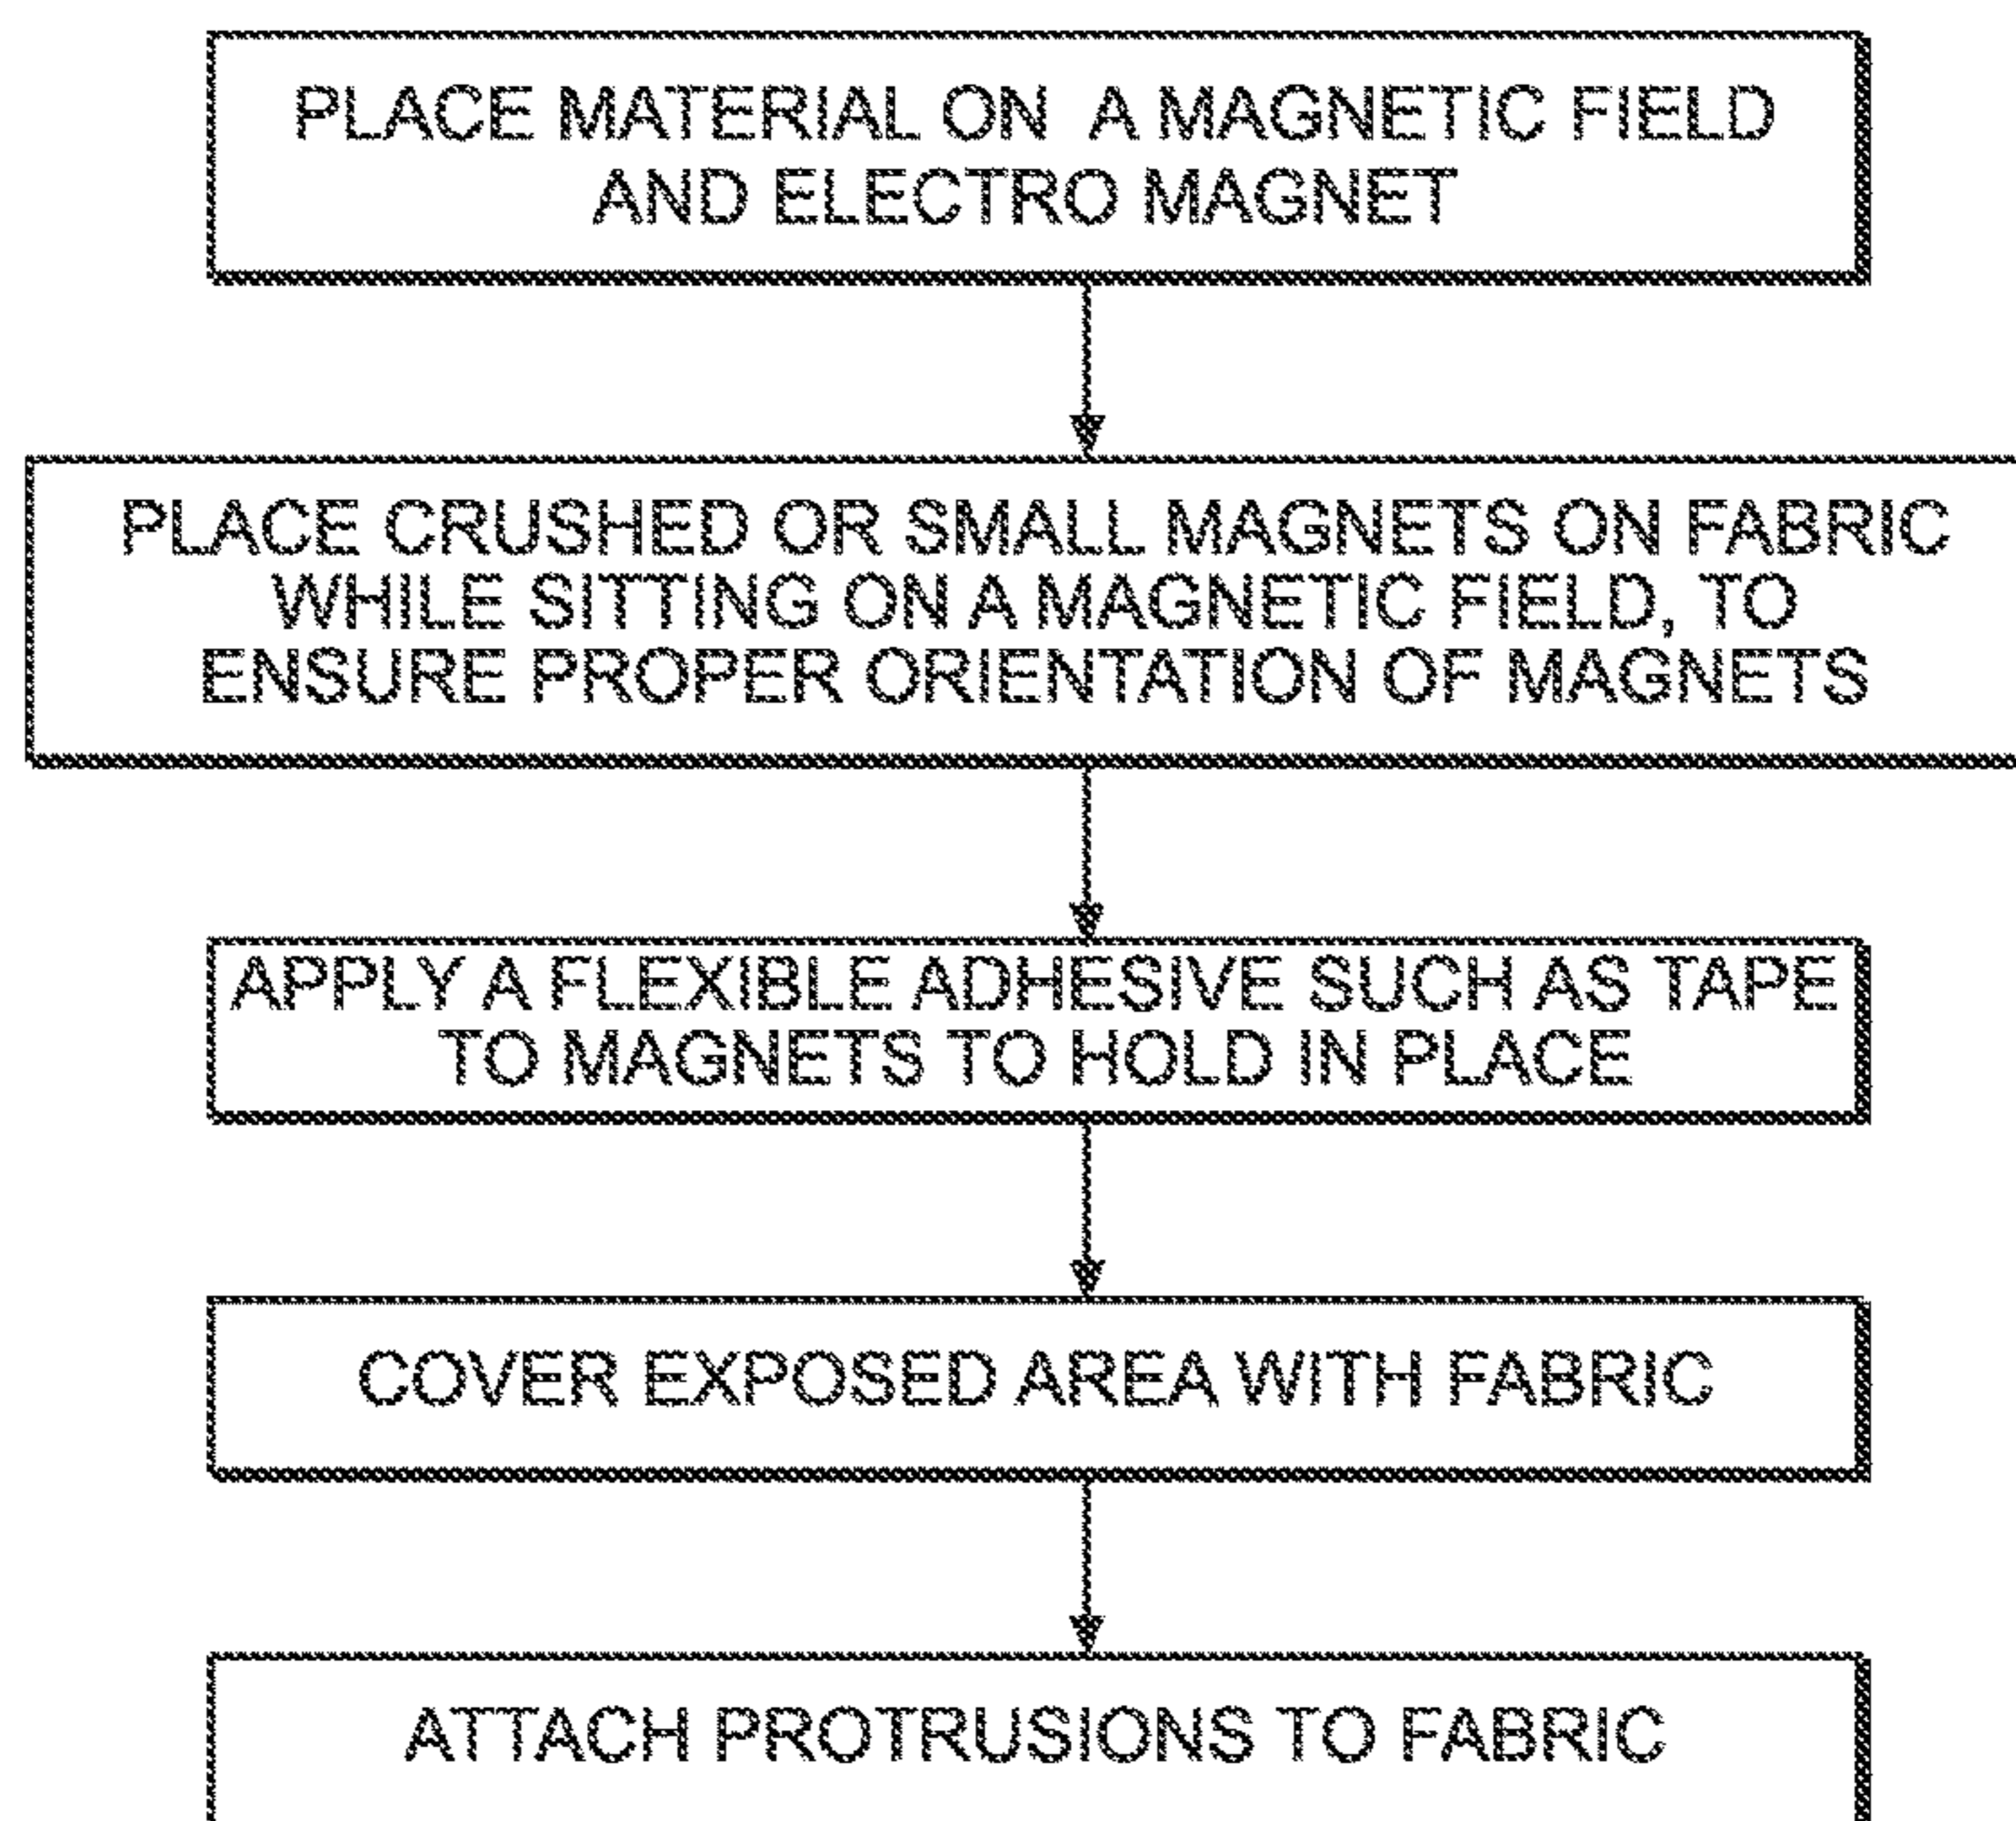 PLACE MATERIAL ON A MAGNETIC FIELD
AND ELECTRO MAGNET
PLACE CRUSHED OR SMALL MAGNETS ON FABRIC
WHILE SITTING ON A MAGNETIC FIELD, TO
ENSURE PROPER ORIENTATION OF MAGNETS
APPLY A FLEXIBLE ADHESIVE SUCH AS TAPE
TO MAGNETS TO HOLD IN PLACE
COVER EXPOSED AREA WITH FABRIC
ATTACH PROTRUSIONS TO FABRIC